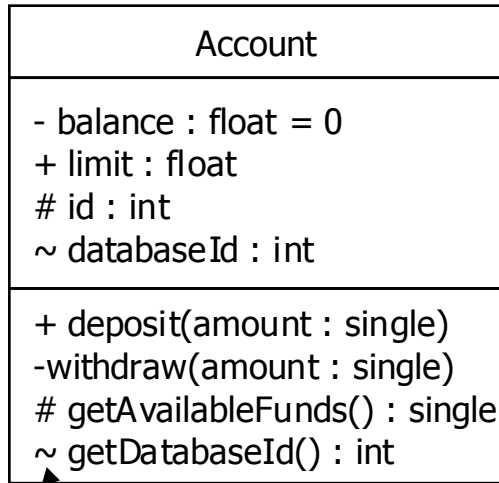 Account
- balance : float = 0
+ limit : float
# id : int
~ databaseId : int
+ deposit(amount : single)
-withdraw(amount : single)
# getAvailableFunds() : single
~ getDatabaseId() : int